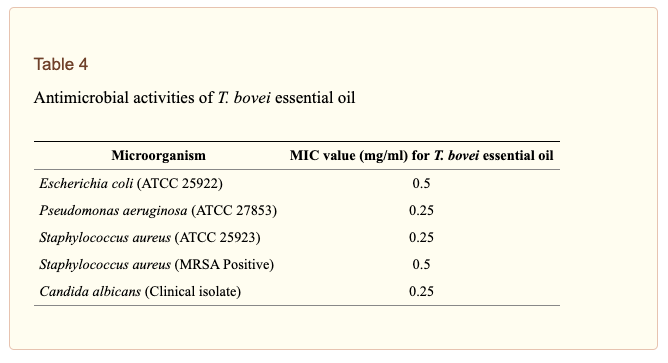 Table 4
Antimicrobial activities of T. bovei essential oil
Microorganism MIC value (mg/ml) for T. bovei essential oil
Escherichia coli (ATCC 25922) 0.5
Pseudomonas aeruginosa (ATCC 27853) 0.25
Staphylococcus aureus (ATCC 25923) 0.25
Staphylococcus aureus (MRSA Positive) 0.5
Candida albicans (Clinical isolate) 0.25